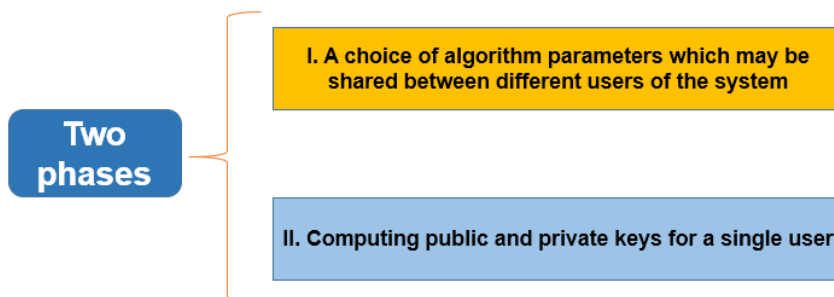 Two
phases
I. A choice of algorithm parameters which may be
shared between different users of the system
II. Computing public and private keys for a single user